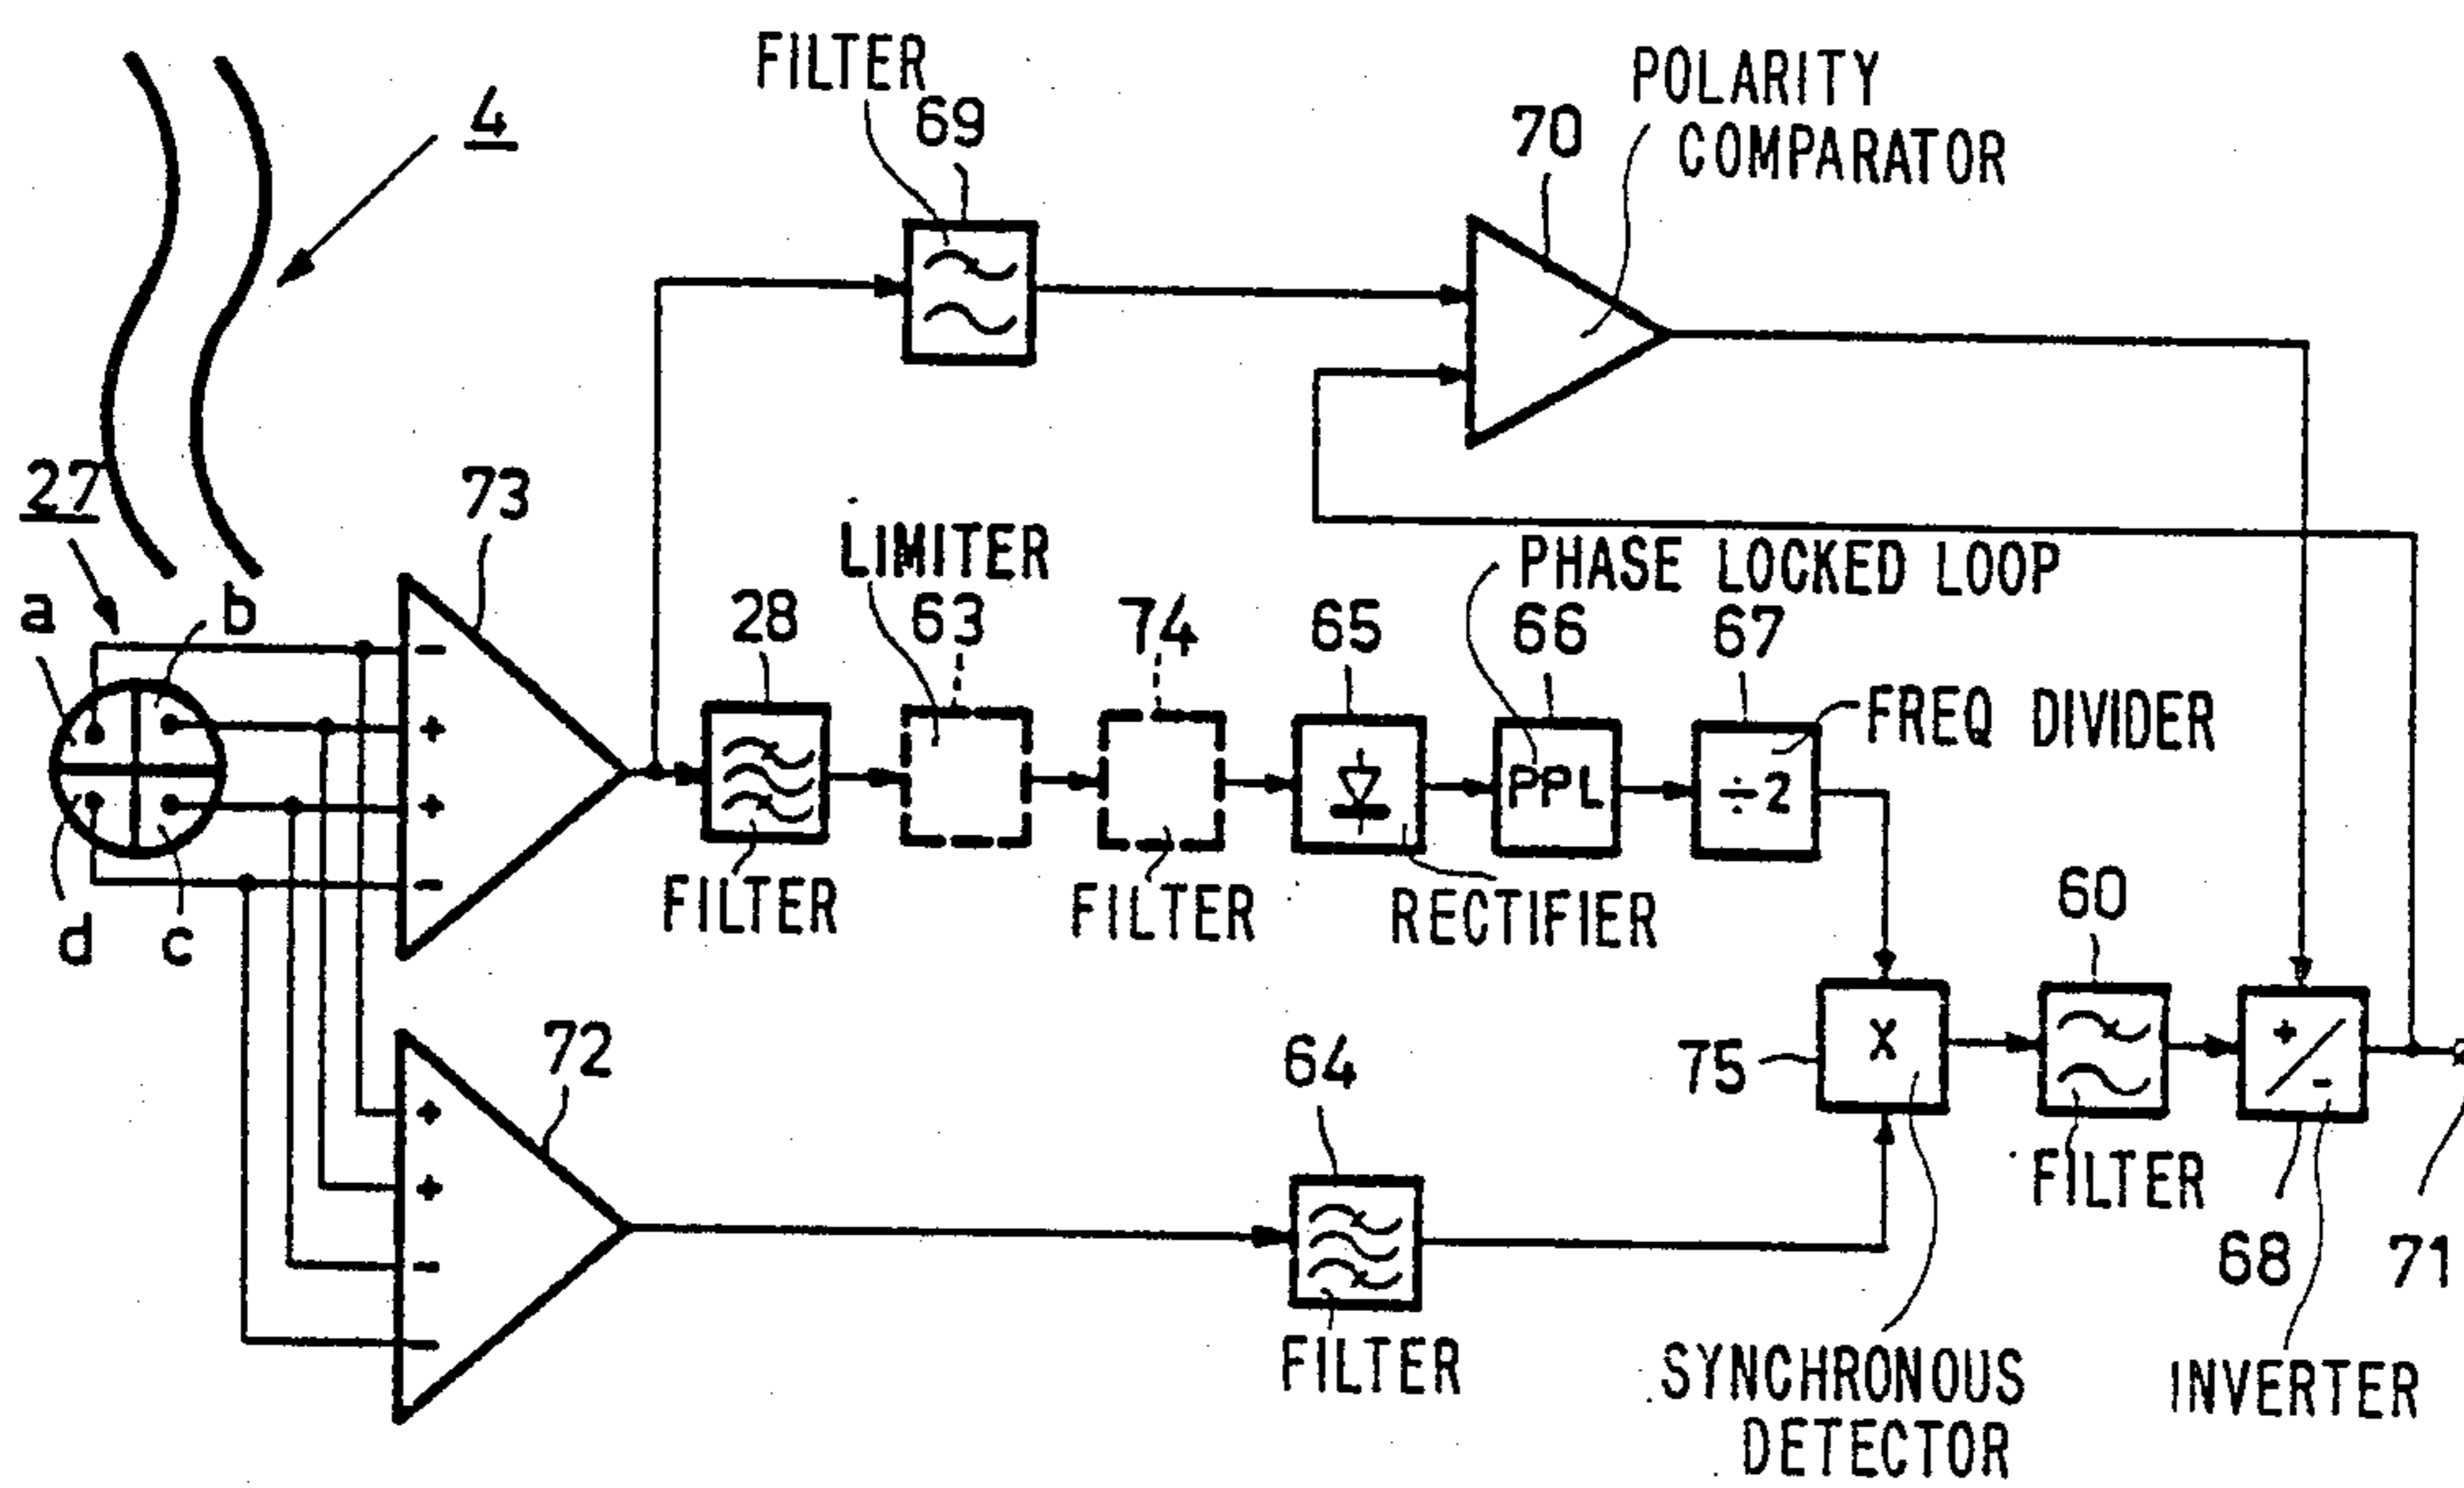 FILTER
69
4
70
POLARITY
COMPARATOR
27
73
a
b
d
c
-
+
+
-
28
FILTER
LIMITER
63
74
FILTER
65
RECTIFIER
PHASE LOCKED LOOP
66
PPL
67
÷2
FREQ DIVIDER
72
+
+
-
-
64
FILTER
75
X
SYNCHRONOUS
DETECTOR
60
FILTER
+
-
68
INVERTER
71